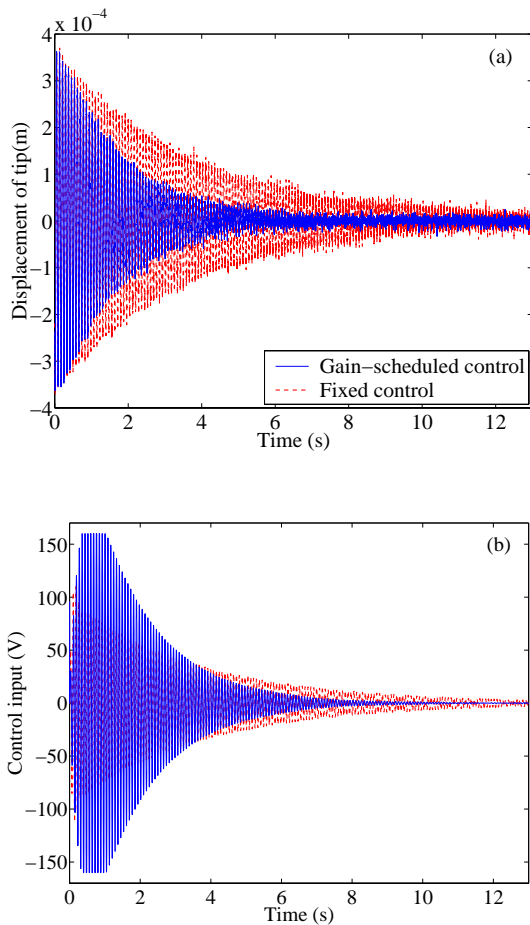 x 10⁻⁴
4
(a)
3
2
1
0
−1
−2
−3
−4
Displacement of tip(m)
Gain−scheduled control
Fixed control
0 2 4 6 8 10 12
Time (s)
150
(b)
100
50
0
−50
−100
−150
Control input (V)
0 2 4 6 8 10 12
Time (s)